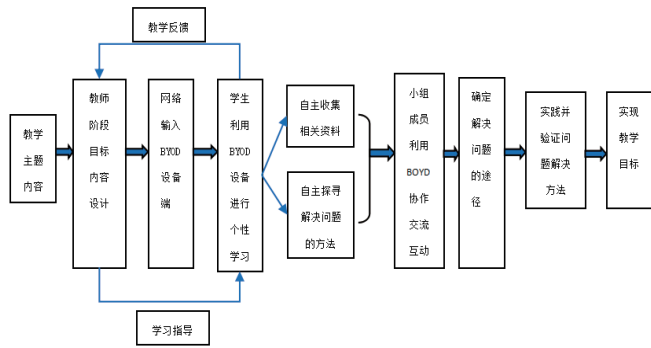 教学反馈
教学
主题
内容
教师
阶段
目标
内容
设计
网络
输入
BYOD
设备
端
学生
利用
BYOD
设备
进行
个性
学习
自主收集
相关资料
自主探寻
解决问题
的方法
小组
成员
利用
BOYD
协作
交流
互动
确定
解决
问题
的途
径
实践并
验证问
题解决
方法
实现
教学
目标
学习指导